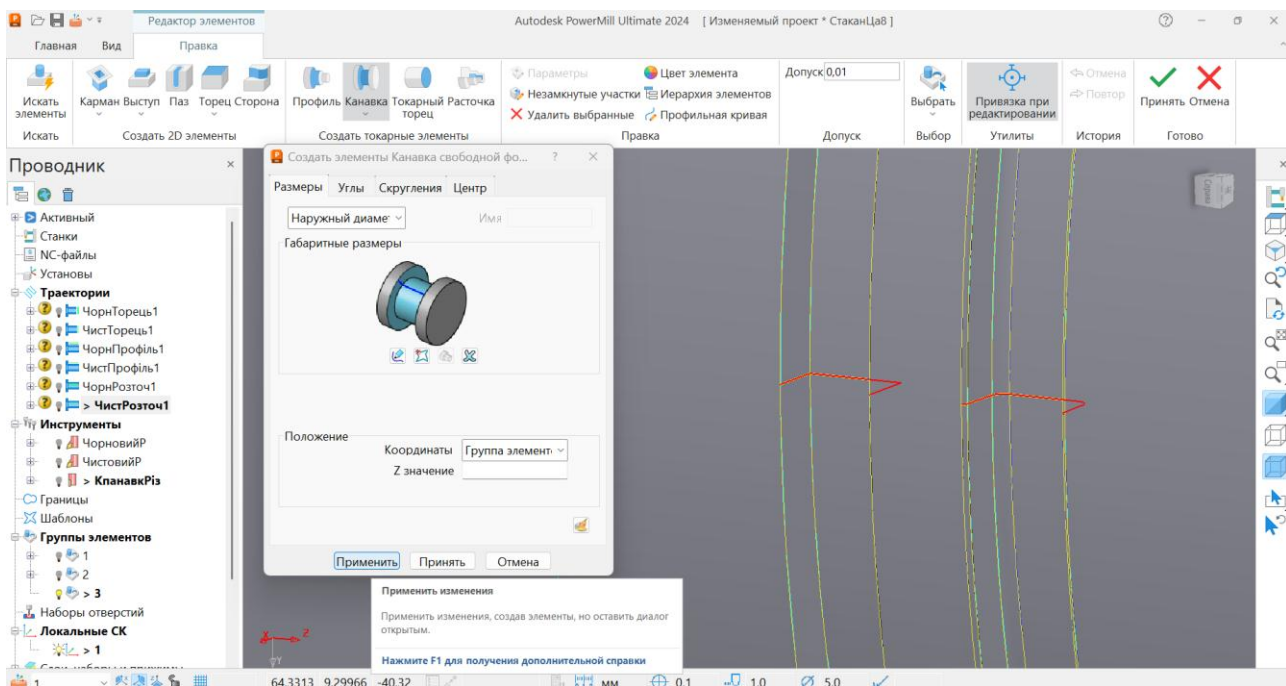 Редактор элементов
Autodesk PowerMill Ultimate 2024 [ Изменяемый проект * СтаканЦа8 ]
Главная Вид Правка
Параметры
Цвет элемента
Допуск 0,01
Отмена
Незамкнутые участки
Иерархия элементов
Повтор
Искать элементы
Карман Выступ Паз Торец Сторона
Профиль Канавка Токарный торец Расточка
Удалить выбранные
Профильная кривая
Выбрать
Привязка при редактировании
Принять Отмена
Искать
Создать 2D элементы
Создать токарные элементы
Правка
Допуск
Выбор
Утилиты
История
Готово
Проводник
Активный
Станки
NC-файлы
Установы
Траектории
ЧорнТорець1
ЧистТорець1
ЧорнПрофіль1
ЧистПрофіль1
ЧорнРозточ1
> ЧистРозточ1
Инструменты
ЧорновийР
ЧистовийР
> КпанавкРіз
Границы
Шаблоны
Группы элементов
1
2
> 3
Наборы отверстий
Локальные СК
> 1
Создать элементы Канавка свободной фо...
Размеры Углы Скругления Центр
Наружный диаме
Имя
Габаритные размеры
Положение
Координаты Группа элемент
Z значение
Применить Принять Отмена
Применить изменения
Применить изменения, создав элементы, но оставить диалог
открытым.
Нажмите F1 для получения дополнительной справки
Z
Y
1
64.3313 9.29966 -40.32
мм
0.1
1.0
5.0